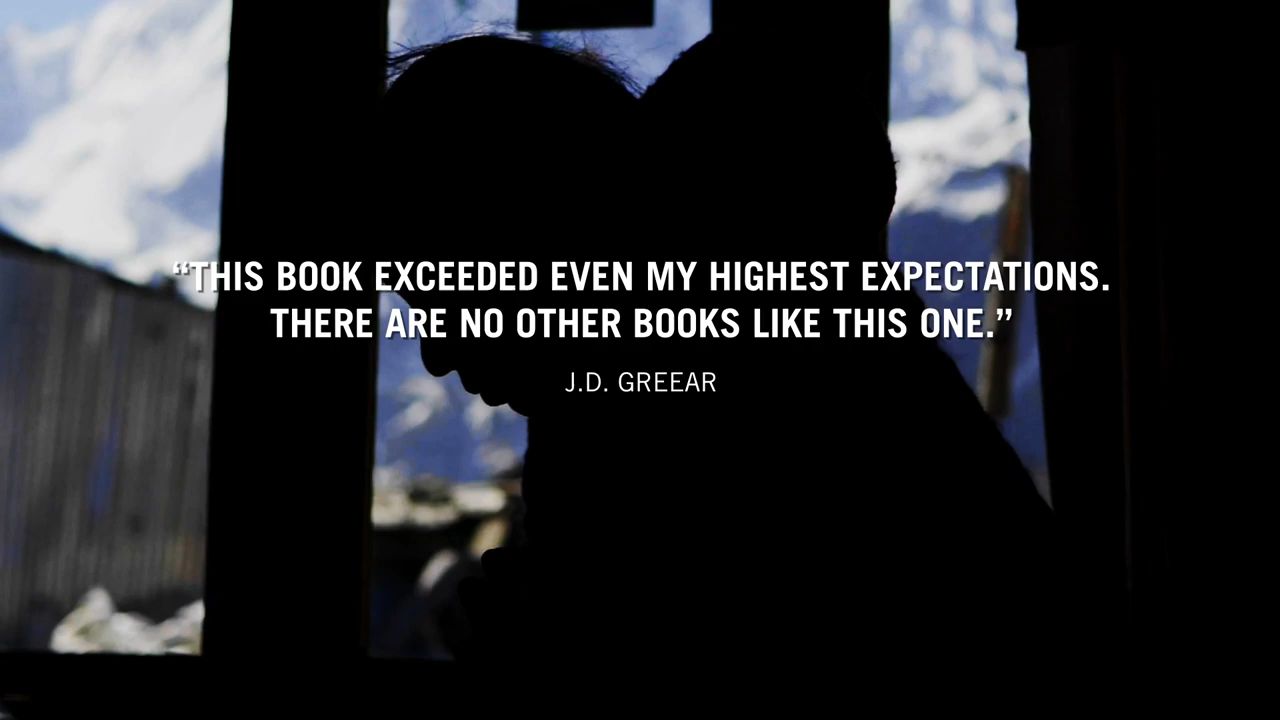 “THIS BOOK EXCEEDED EVEN MY HIGHEST EXPECTATIONS.
THERE ARE NO OTHER BOOKS LIKE THIS ONE.”
J.D. GREEAR